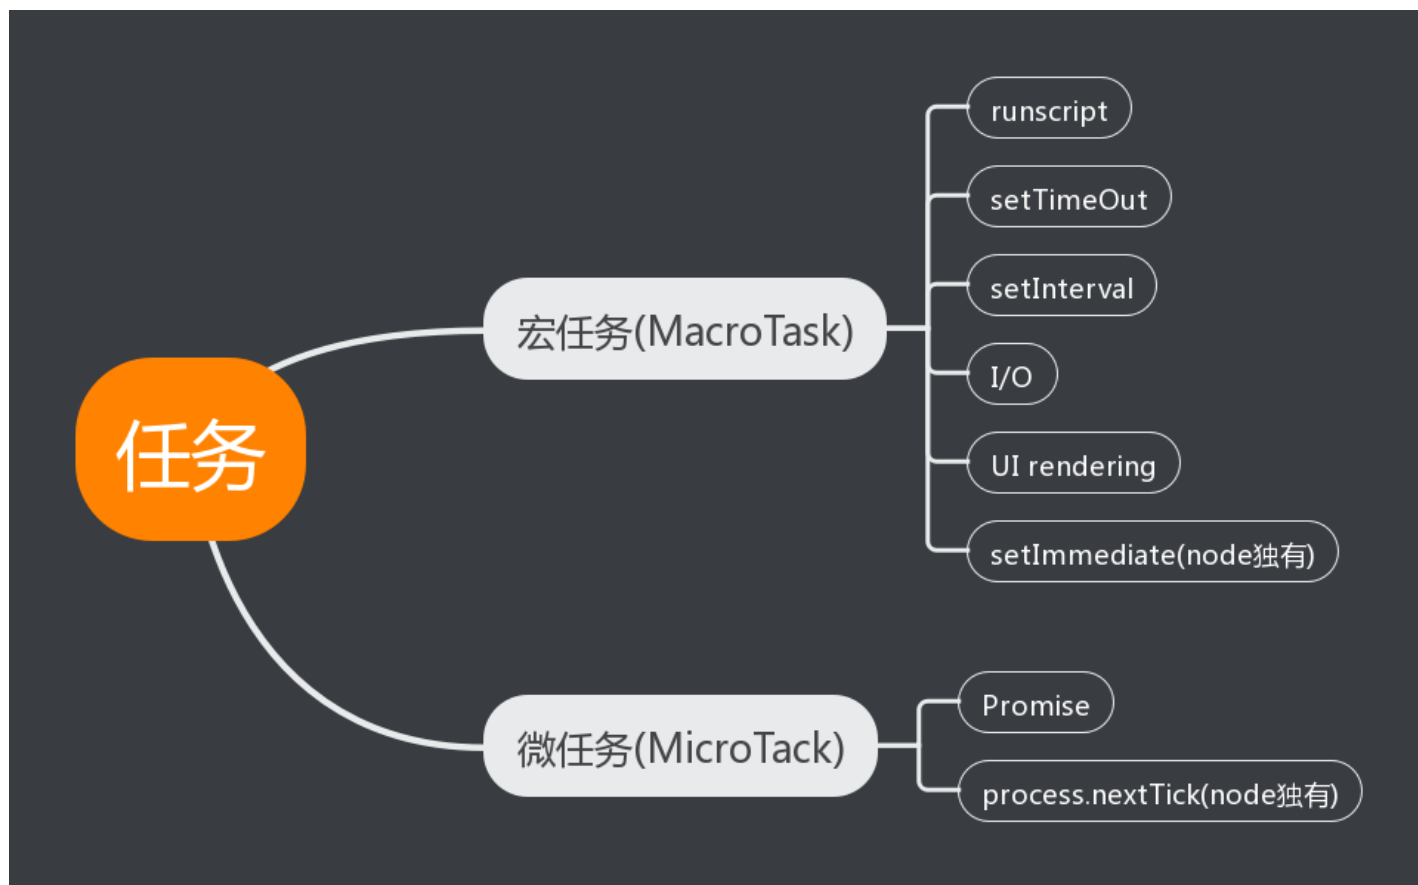 任务
宏任务(MacroTask)
runscript
setTimeOut
setInterval
I/O
UI rendering
setImmediate(node独有)
微任务(MicroTack)
Promise
process.nextTick(node独有)